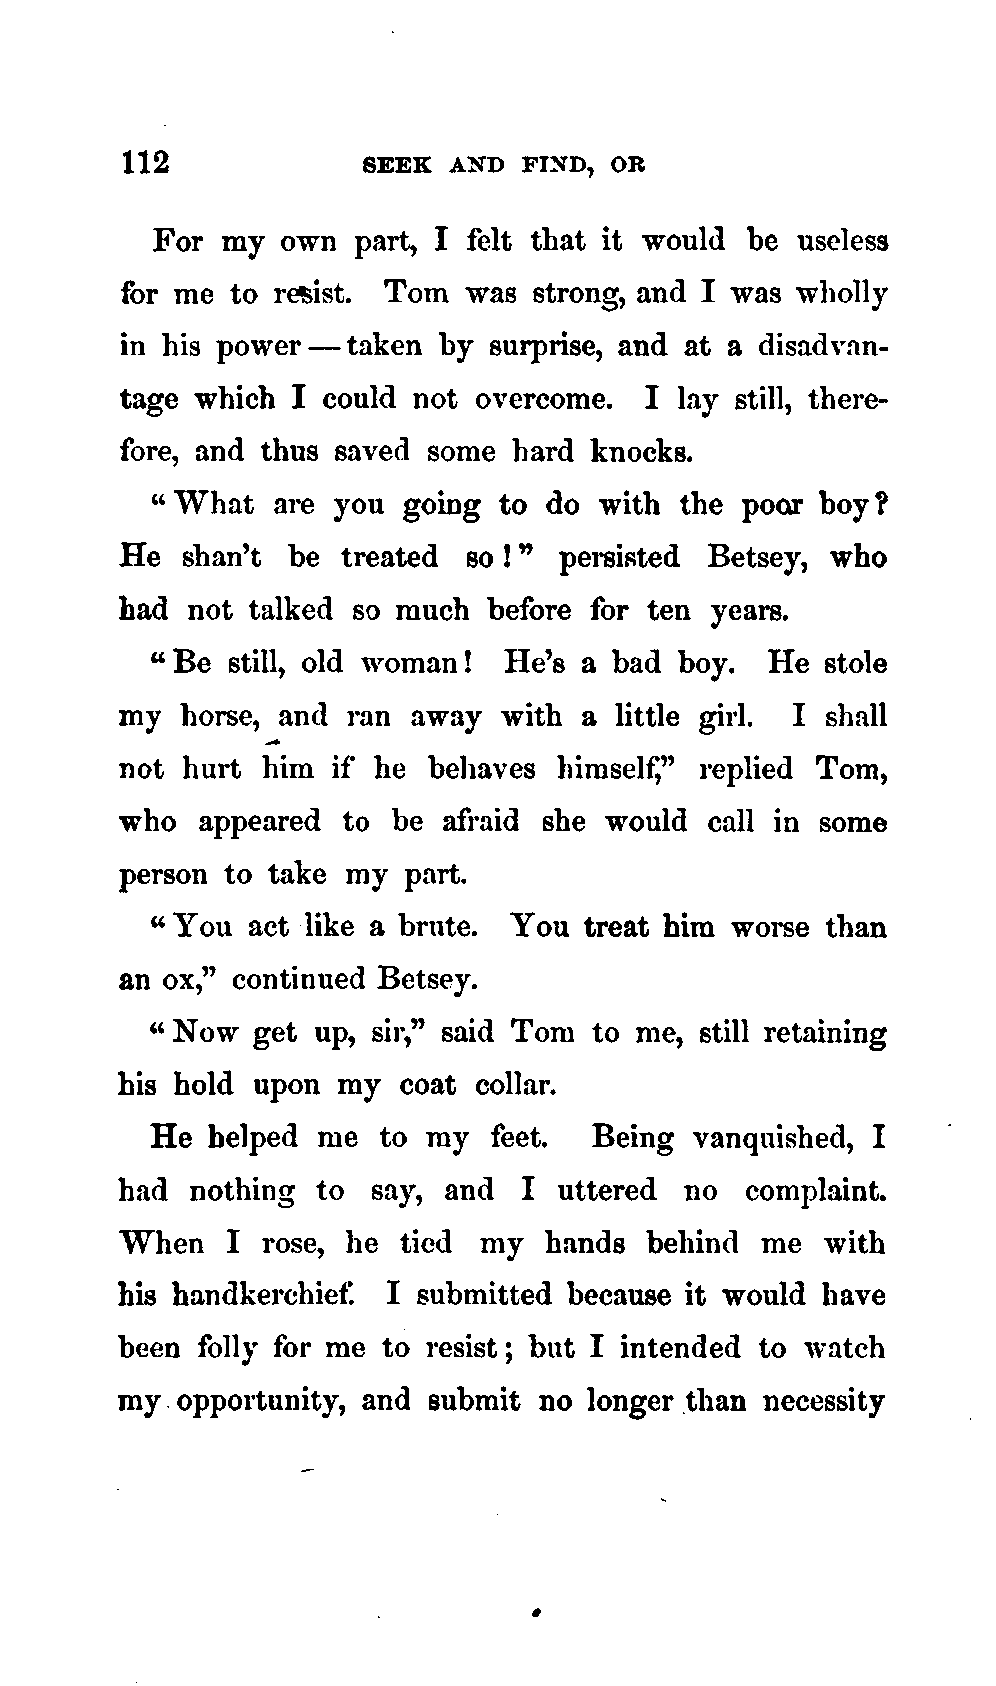 112 SEEK AND FIND, OR
For my own part, I felt that it would be useless
for me to resist. Tom was strong, and I was wholly
in his power — taken by surprise, and at a disadvan-
tage which I could not overcome. I lay still, there-
fore, and thus saved some hard knocks.
“What are you going to do with the poor boy?
He shan't be treated so!” persisted Betsey, who
had not talked so much before for ten years.
“Be still, old woman! He's a bad boy. He stole
my horse, and ran away with a little girl. I shall
not hurt him if he behaves himself,” replied Tom,
who appeared to be afraid she would call in some
person to take my part.
“You act like a brute. You treat him worse than
an ox,” continued Betsey.
“Now get up, sir,” said Tom to me, still retaining
his hold upon my coat collar.
He helped me to my feet. Being vanquished, I
had nothing to say, and I uttered no complaint.
When I rose, he tied my hands behind me with
his handkerchief. I submitted because it would have
been folly for me to resist; but I intended to watch
my opportunity, and submit no longer than necessity